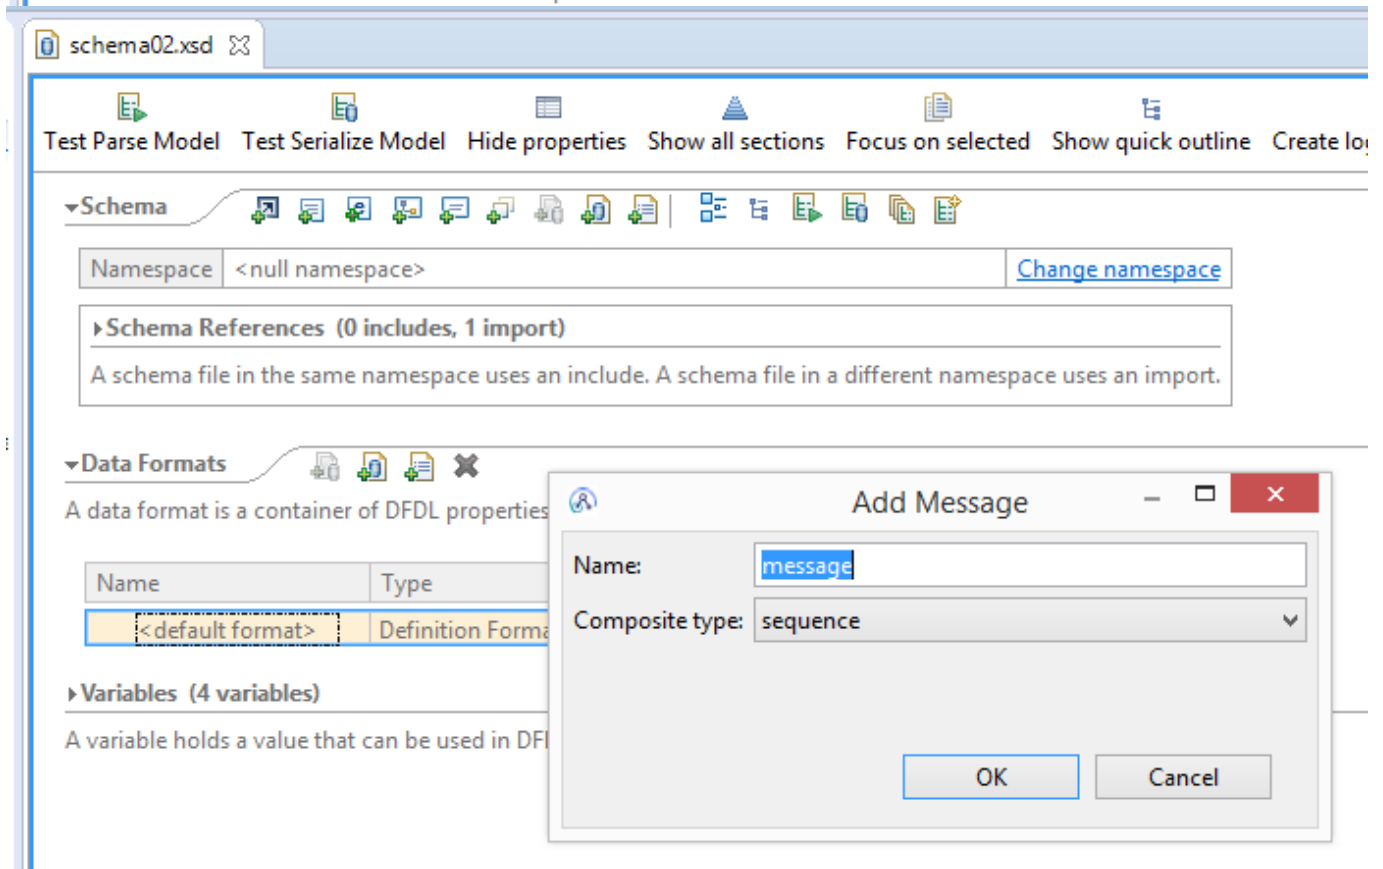 schema02.xsd
Test Parse Model Test Serialize Model Hide properties Show all sections Focus on selected Show quick outline Create lo
Schema
Namespace <null namespace> Change namespace
Schema References (0 includes, 1 import)
A schema file in the same namespace uses an include. A schema file in a different namespace uses an import.
Data Formats
A data format is a container of DFDL properties
Name Type
<default format> Definition Forma
Variables (4 variables)
A variable holds a value that can be used in DF
Add Message
Name: message
Composite type: sequence
OK Cancel